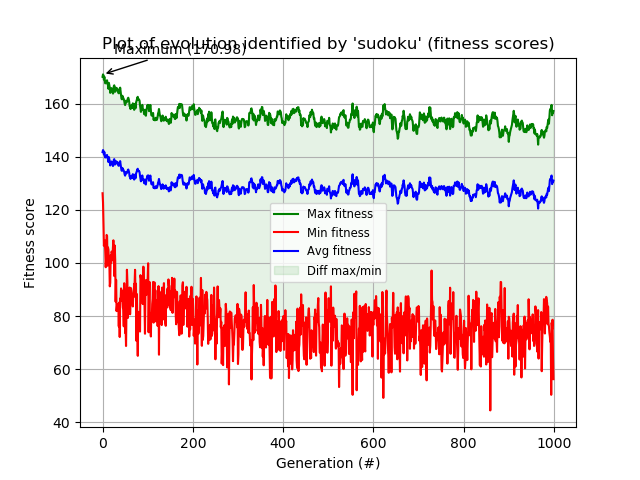 Plot of evolution identified by 'sudoku' (fitness scores)
Maximum (170.98)
Fitness score
160
140
120
100
80
60
40
Max fitness
Min fitness
Avg fitness
Diff max/min
0 200 400 600 800 1000
Generation (#)